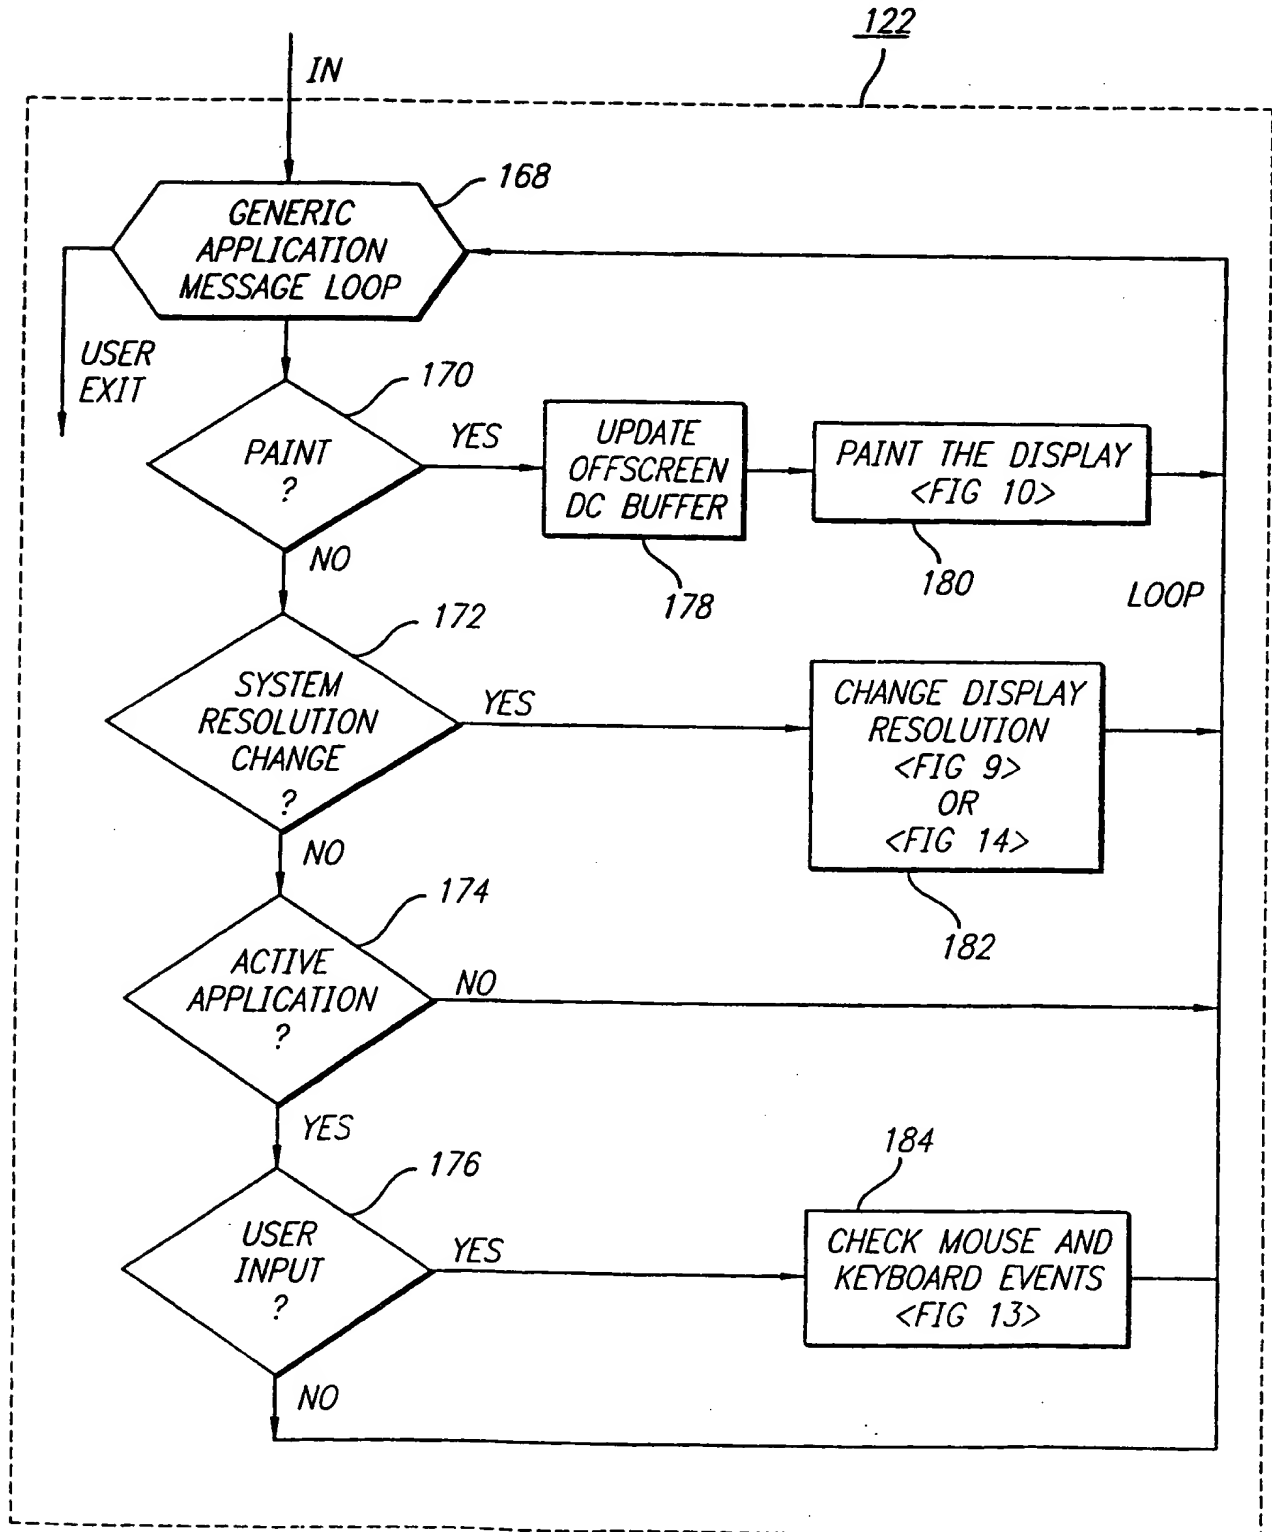 122
IN
168
GENERIC
APPLICATION
MESSAGE LOOP
USER
EXIT
170
PAINT
?
YES
UPDATE
OFFSCREEN
DC BUFFER
PAINT THE DISPLAY
<FIG 10>
NO
178
180
LOOP
172
SYSTEM
RESOLUTION
CHANGE
?
YES
CHANGE DISPLAY
RESOLUTION
<FIG 9>
OR
<FIG 14>
NO
182
174
ACTIVE
APPLICATION
?
NO
YES
176
184
USER
INPUT
?
YES
CHECK MOUSE AND
KEYBOARD EVENTS
<FIG 13>
NO